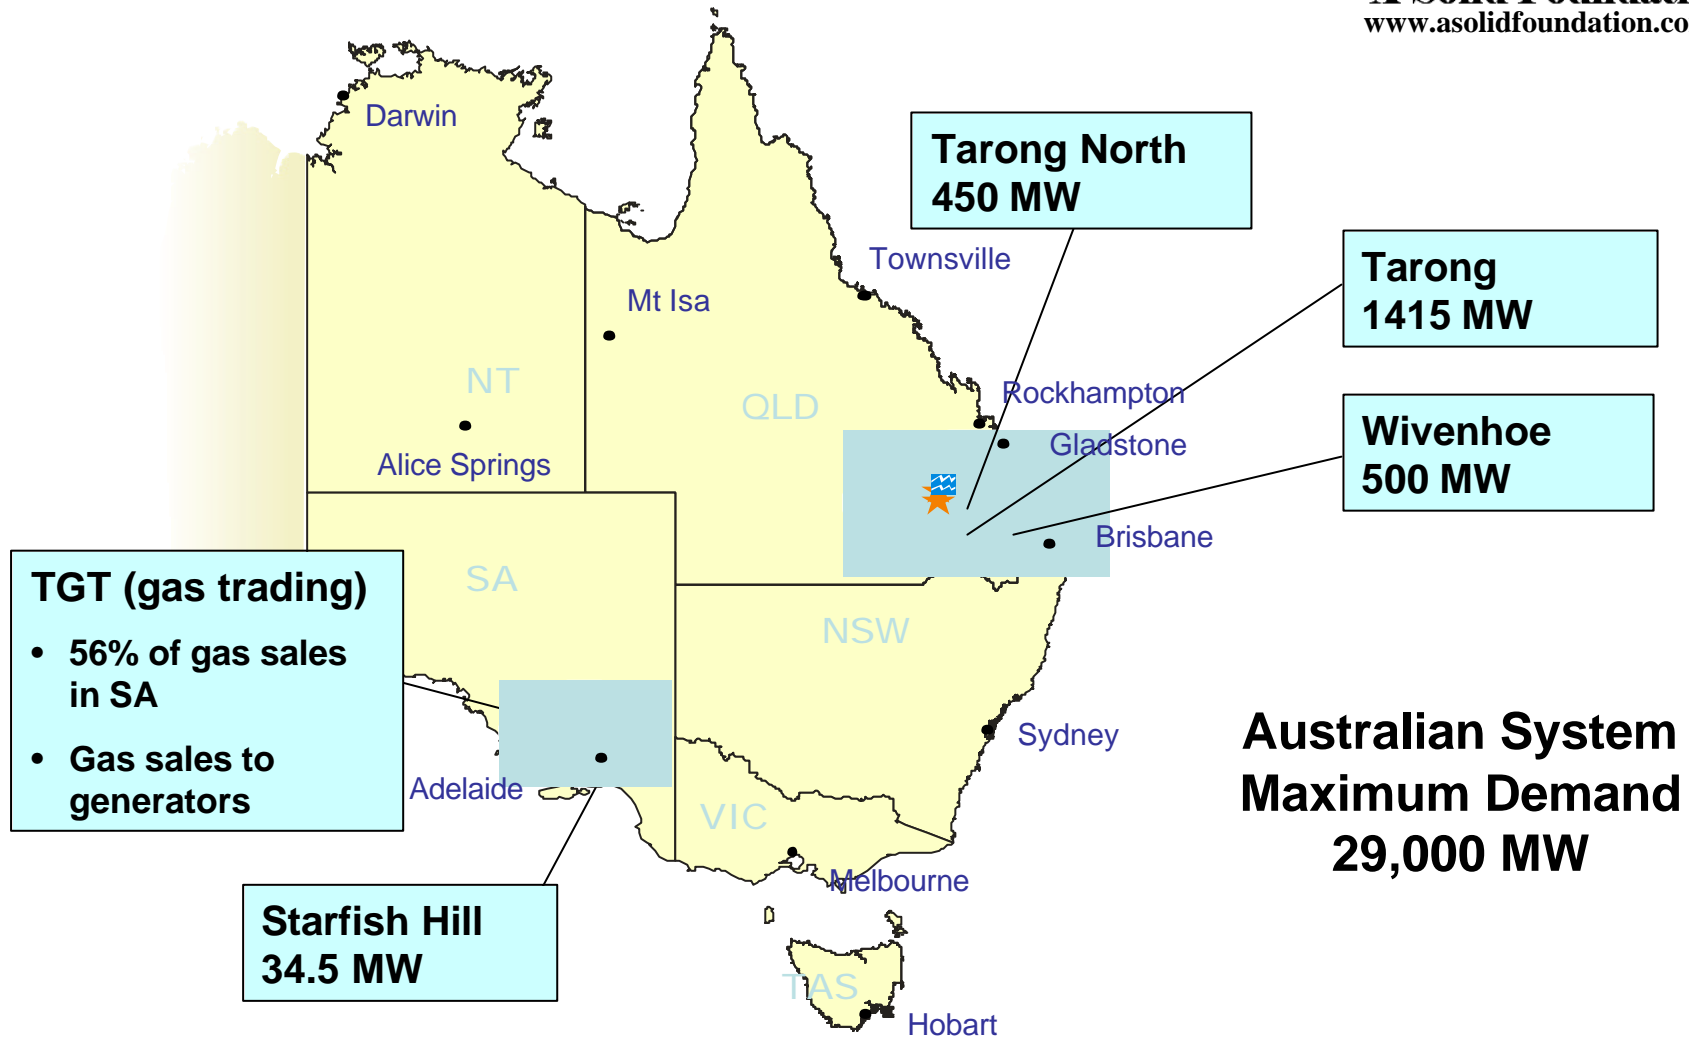 www.asolidfoundation.co
Darwin
Tarong North
450 MW
Townsville
Tarong
1415 MW
Mt Isa
NT
QLD
Rockhampton
Wivenhoe
500 MW
Gladstone
Alice Springs
Brisbane
TGT (gas trading)
• 56% of gas sales
in SA
• Gas sales to
generators
SA
NSW
Sydney
Australian System
Maximum Demand
29,000 MW
Adelaide
VIC
Melbourne
Starfish Hill
34.5 MW
TAS
Hobart